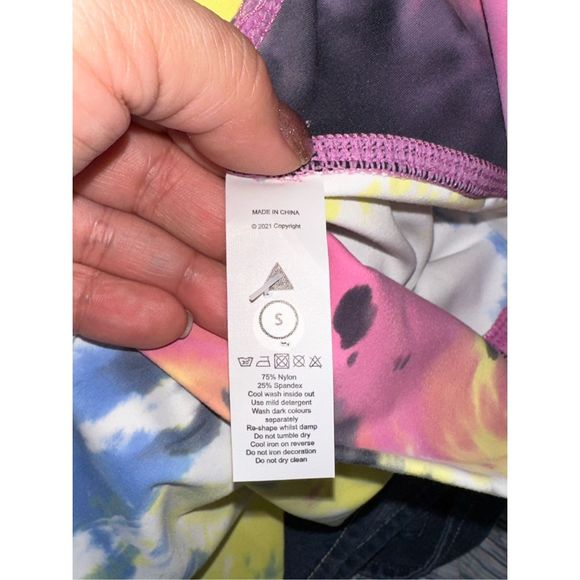 MADE IN CHINA
© 2021 Copyright
S
75% Nylon
25% Spandex
Cool wash inside out
Use mild detergent
Wash dark colours
separately
Re-shape whilst damp
Do not tumble dry
Cool iron on reverse
Do not iron decoration
Do not dry clean